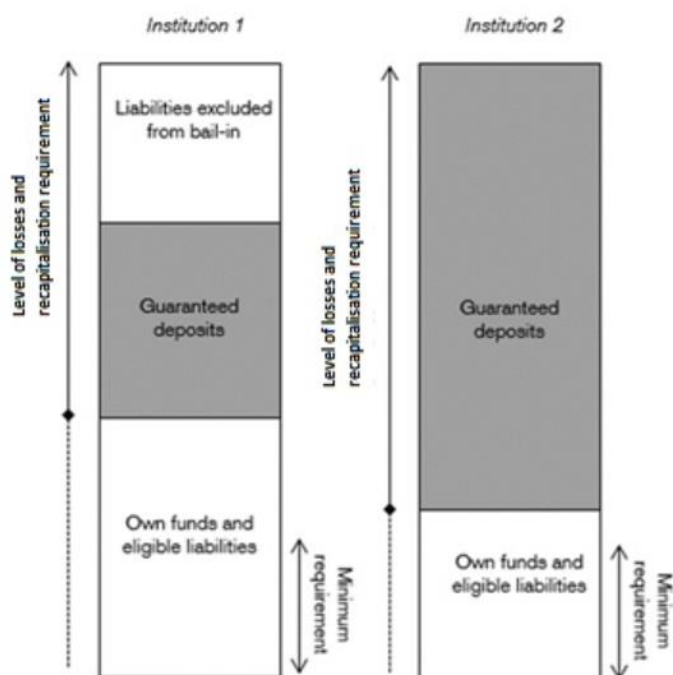 Institution 1
Institution 2
Level of losses and
recapitalisation requirement
Liabilities excluded
from bail-in
Guaranteed
deposits
Own funds and
eligible liabilities
Minimum
requirement
Level of losses and
recapitalisation requirement
Guaranteed
deposits
Own funds and
eligible liabilities
Minimum
requirement